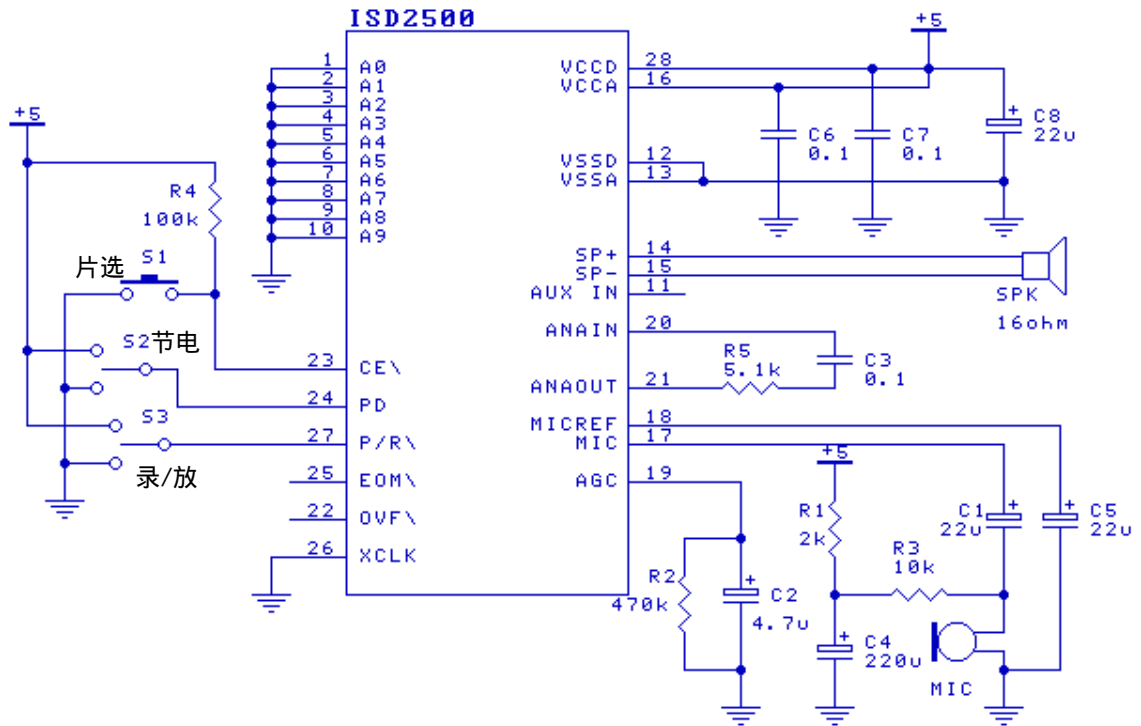 ISD2500
+5
1 A0 VCCD 28
2 A1 VCCA 16
3 A2
4 A3
5 A4
6 A5
7 A6
8 A7
9 A8
10 A9
+5
R4
100k
片选 S1
S2 节电
S3
录/放
23 CE\
24 PD
27 P/R\
25 EOM\
22 OVF\
26 XCLK
VSSD 12
VSSA 13
SP+ 14
SP- 15
AUX IN 11
ANAIN 20
ANAOUT 21
MICREF 18
MIC 17
AGC 19
C6
0.1
C7
0.1
C8
22u
+
SPK
16ohm
R5
5.1k
C3
0.1
+5
R1
2k
R3
10k
C1
22u
+
C5
22u
+
R2
470k
C2
4.7u
+
C4
220u
+
MIC